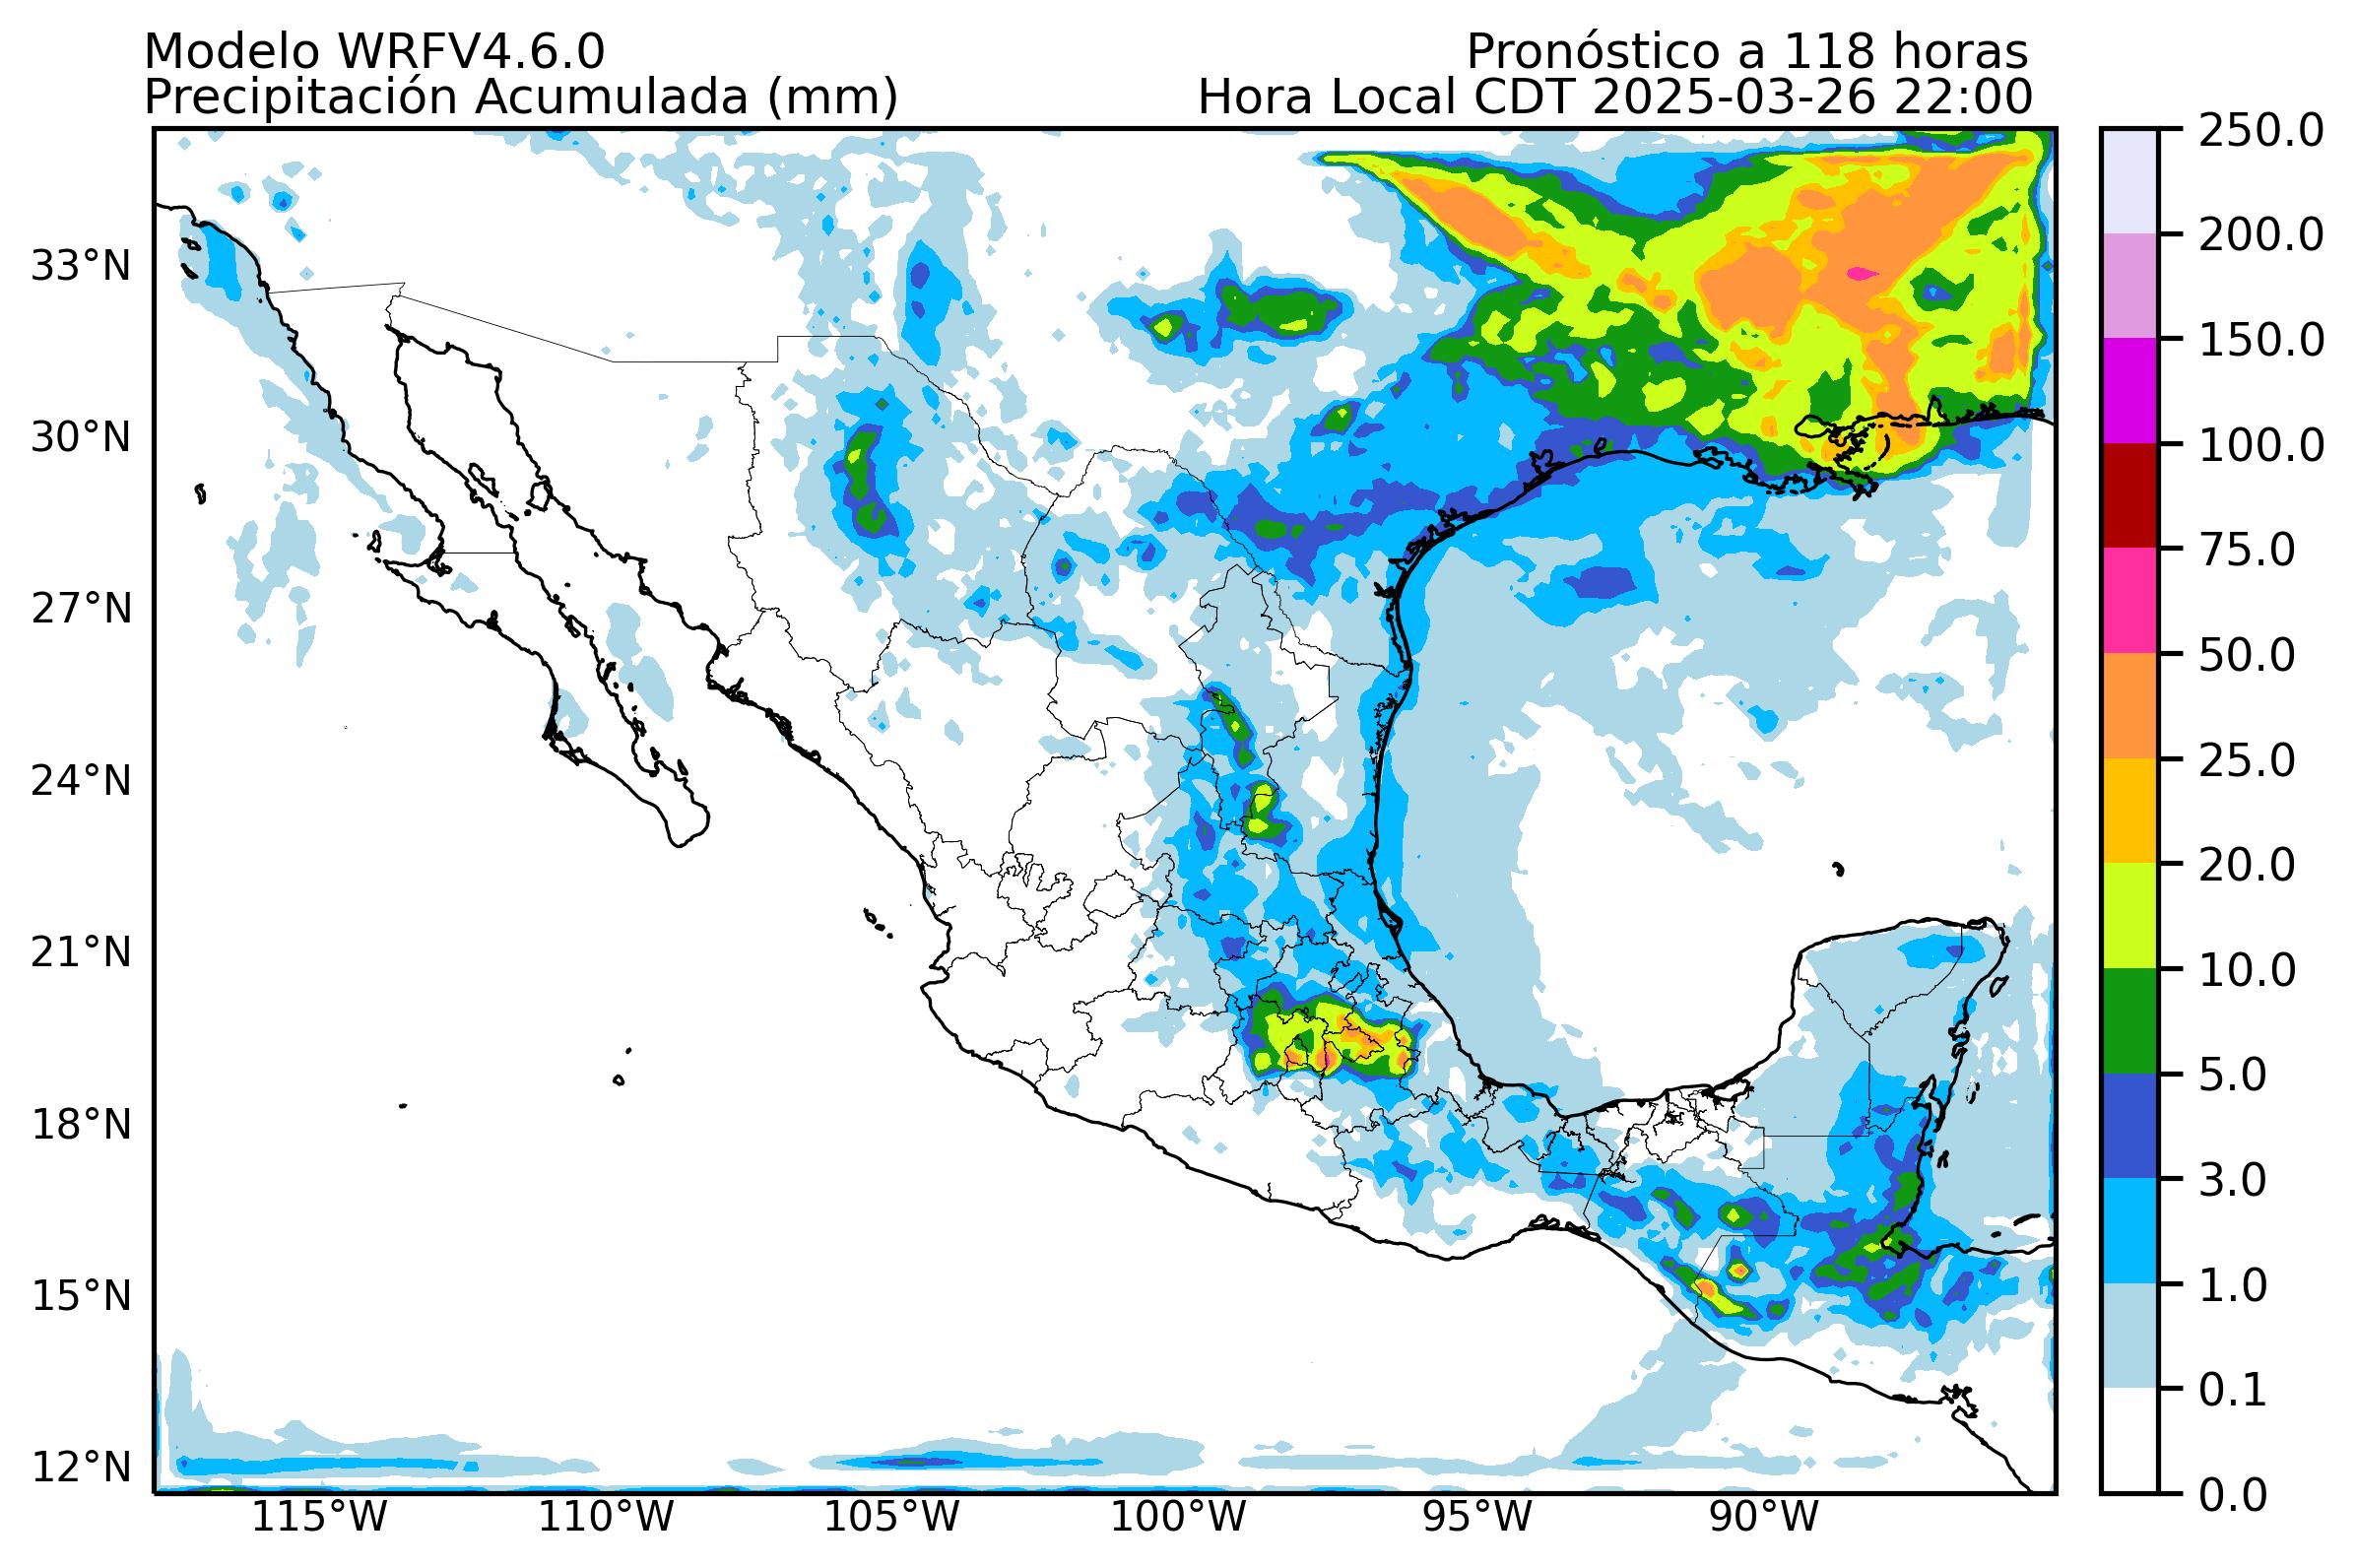 Modelo WRFV4.6.0
Pronóstico a 118 horas
Precipitación Acumulada (mm)
Hora Local CDT 2025-03-26 22:00
33°N
30°N
27°N
24°N
21°N
18°N
15°N
12°N
115°W
110°W
105°W
100°W
95°W
90°W
250.0
200.0
150.0
100.0
75.0
50.0
25.0
20.0
10.0
5.0
3.0
1.0
0.1
0.0